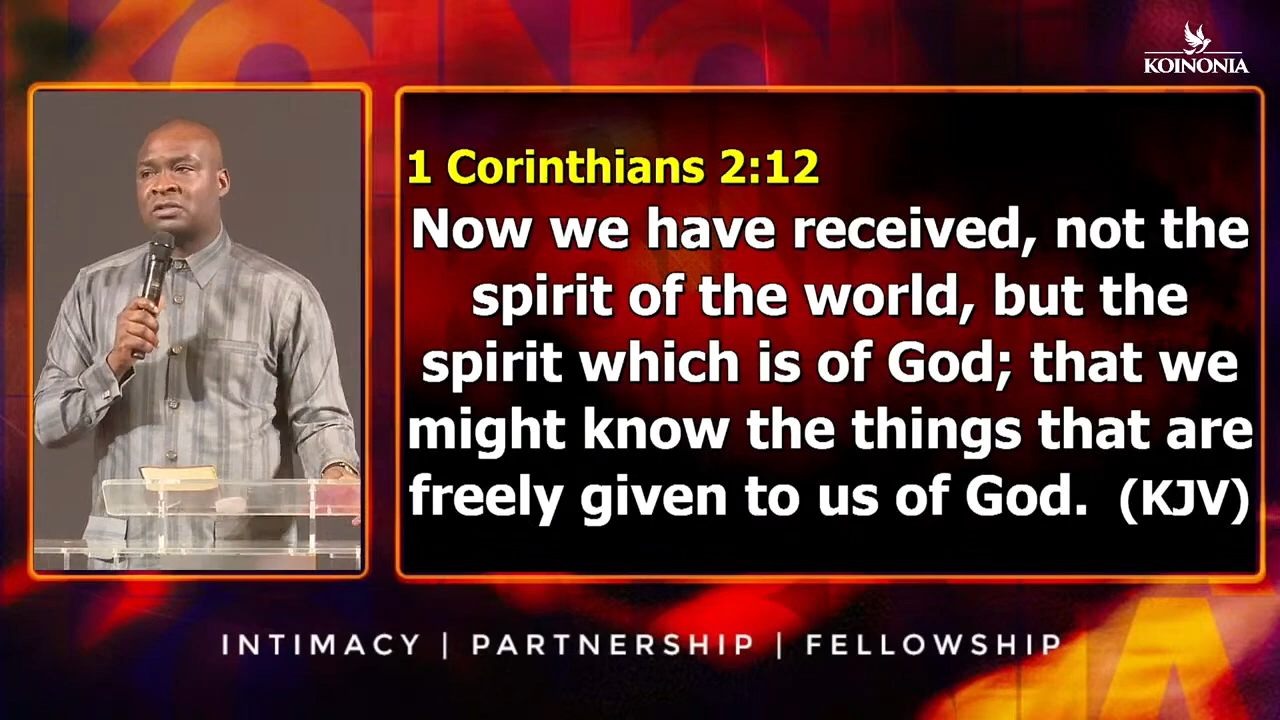 KOINONIA
1 Corinthians 2:12
Now we have received, not the
spirit of the world, but the
spirit which is of God; that we
might know the things that are
freely given to us of God. (KJV)
INTIMACY | PARTNERSHIP | FELLOWSHIP